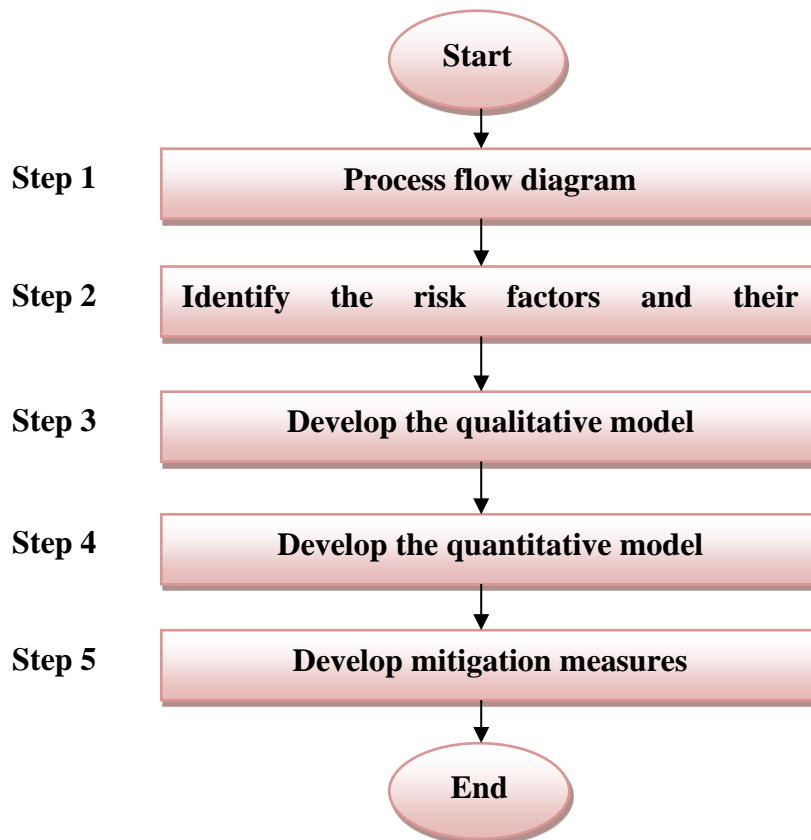 Start
Step 1
Process flow diagram
Step 2
Identify the risk factors and their
Step 3
Develop the qualitative model
Step 4
Develop the quantitative model
Step 5
Develop mitigation measures
End